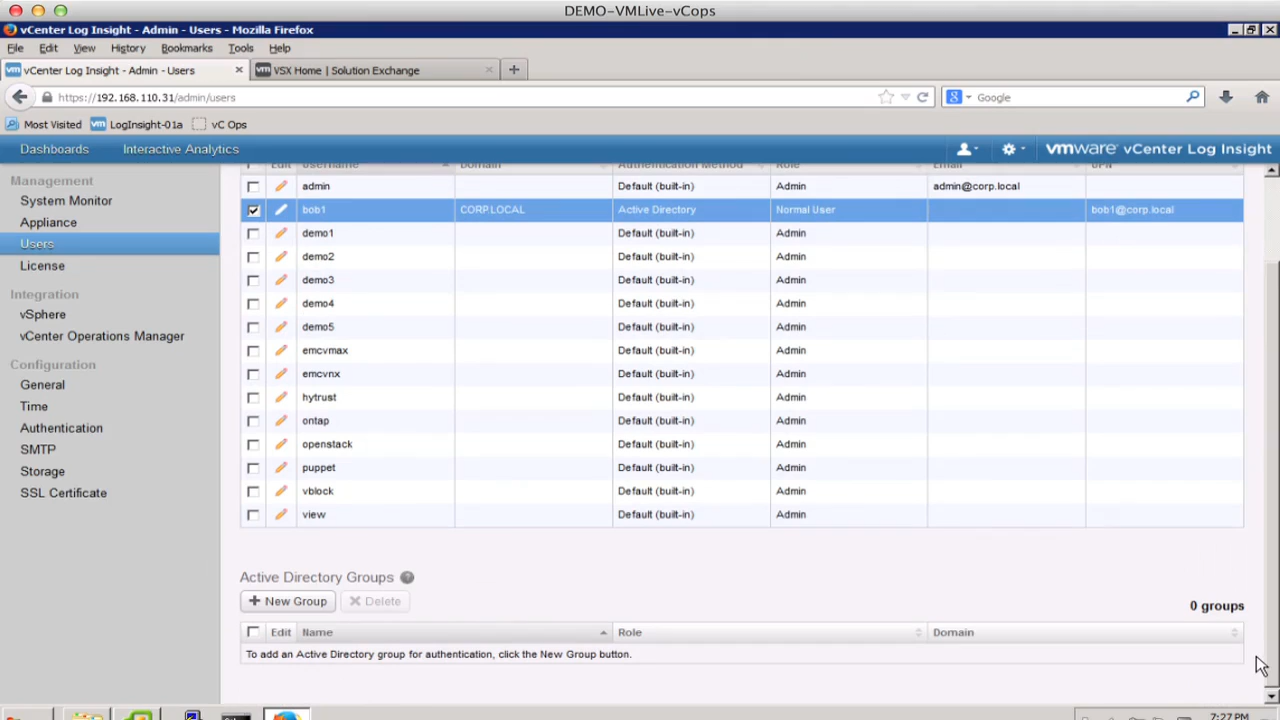 DEMO-VMLive-vCops
vCenter Log Insight - Admin - Users - Mozilla Firefox
File Edit View History Bookmarks Tools Help
vCenter Log Insight - Admin - Users VSX Home | Solution Exchange
https://192.168.110.31/admin/users Google
Most Visited LogInsight-01a vC Ops
Dashboards Interactive Analytics vmware vCenter Log Insight
Management
System Monitor
Appliance
Users
License
Integration
vSphere
vCenter Operations Manager
Configuration
General
Time
Authentication
SMTP
Storage
SSL Certificate
Edit Username Domain Authentication Method Role Email UPN
admin Default (built-in) Admin admin@corp.local
bob1 CORP.LOCAL Active Directory Normal User bob1@corp.local
demo1 Default (built-in) Admin
demo2 Default (built-in) Admin
demo3 Default (built-in) Admin
demo4 Default (built-in) Admin
demo5 Default (built-in) Admin
emcvmax Default (built-in) Admin
emcvnx Default (built-in) Admin
hytrust Default (built-in) Admin
ontap Default (built-in) Admin
openstack Default (built-in) Admin
puppet Default (built-in) Admin
vblock Default (built-in) Admin
view Default (built-in) Admin
Active Directory Groups
New Group Delete 0 groups
Edit Name Role Domain
To add an Active Directory group for authentication, click the New Group button.
7:27 PM